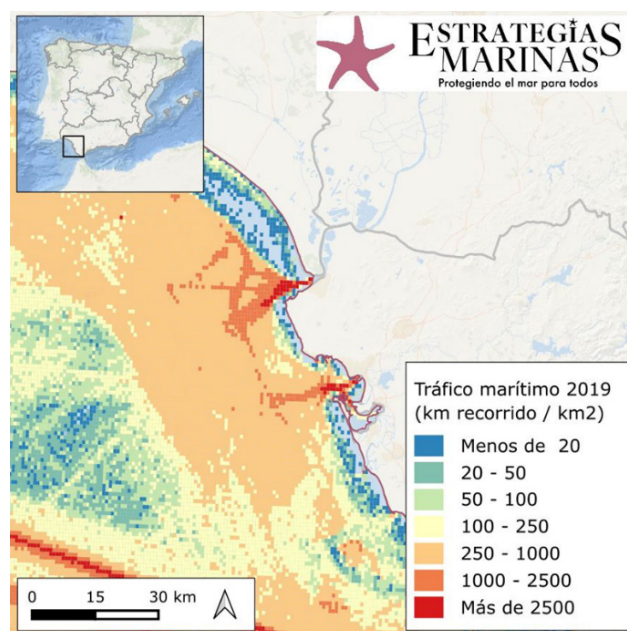 ESTRATEGIAS
MARINAS
Protegiendo el mar para todos
Tráfico marítimo 2019
(km recorrido / km2)
Menos de 20
20 - 50
50 - 100
100 - 250
250 - 1000
1000 - 2500
Más de 2500
0 15 30 km